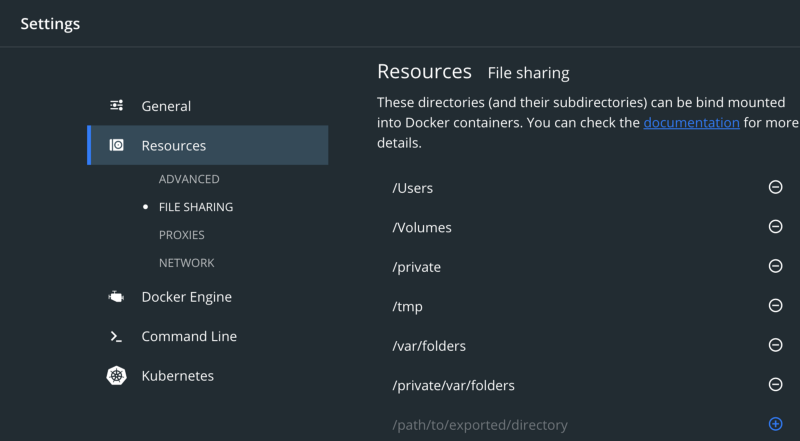 Settings
General
Resources
ADVANCED
FILE SHARING
PROXIES
NETWORK
Docker Engine
Command Line
Kubernetes
Resources File sharing
These directories (and their subdirectories) can be bind mounted
into Docker containers. You can check the documentation for more
details.
/Users
/Volumes
/private
/tmp
/var/folders
/private/var/folders
/path/to/exported/directory